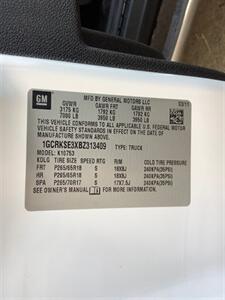 GM
MFD BY GENERAL MOTORS LLC
03/11
GVWR GAWR FRT GAWR RR
3175 KG 1792 KG 1792 KG
7000 LB 3950 LB 3950 LB
THIS VEHICLE CONFORMS TO ALL APPLICABLE
U.S. FEDERAL MOTOR VEHICLE SAFETY
STANDARDS IN EFFECT ON THE DATE OF
MANUFACTURE SHOWN ABOVE.
1GCRKSE3XBZ313409 TYPE: TRUCK
MODEL: K10753
TIRE SIZE SPEED RTG RIM COLD TIRE PRESSURE
FRT P265/65R18 S 18X8J 240KPA(35PSI)
RR P265/65R18 S 18X8J 240KPA(35PSI)
SPA P265/70R17 S 17X7.5J 240KPA(35PSI)
SEE OWNER'S MANUAL FOR ADDITIONAL
INFORMATION.